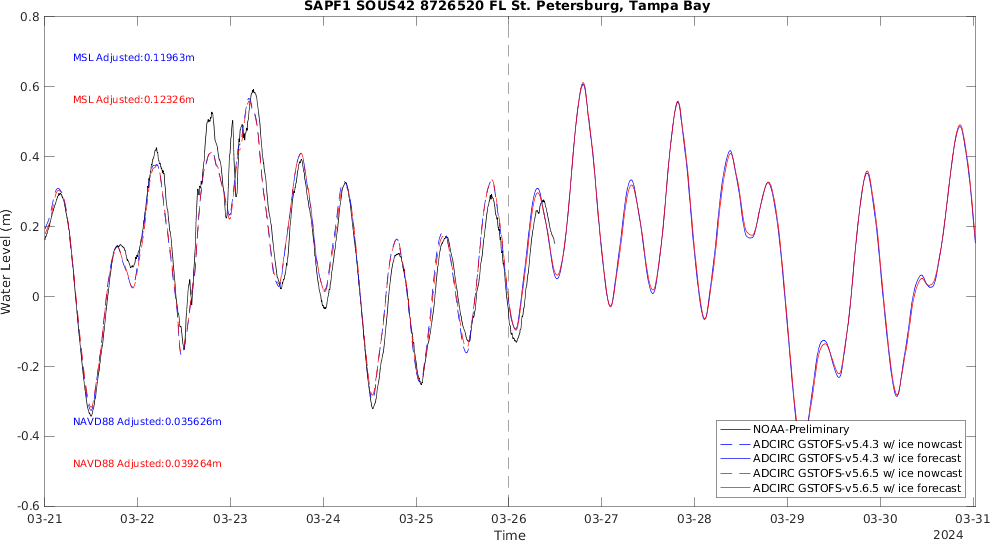 SAPF1 SOUS42 8726520 FL St. Petersburg, Tampa Bay
0.8
0.6
0.4
0.2
0
-0.2
-0.4
-0.6
Water Level (m)
MSL Adjusted:0.11963m
MSL Adjusted:0.12326m
NAVD88 Adjusted:0.035626m
NAVD88 Adjusted:0.039264m
NOAA-Preliminary
ADCIRC GSTOFS-v5.4.3 w/ ice nowcast
ADCIRC GSTOFS-v5.4.3 w/ ice forecast
ADCIRC GSTOFS-v5.6.5 w/ ice nowcast
ADCIRC GSTOFS-v5.6.5 w/ ice forecast
03-21 03-22 03-23 03-24 03-25 03-26 03-27 03-28 03-29 03-30 03-31
Time
2024